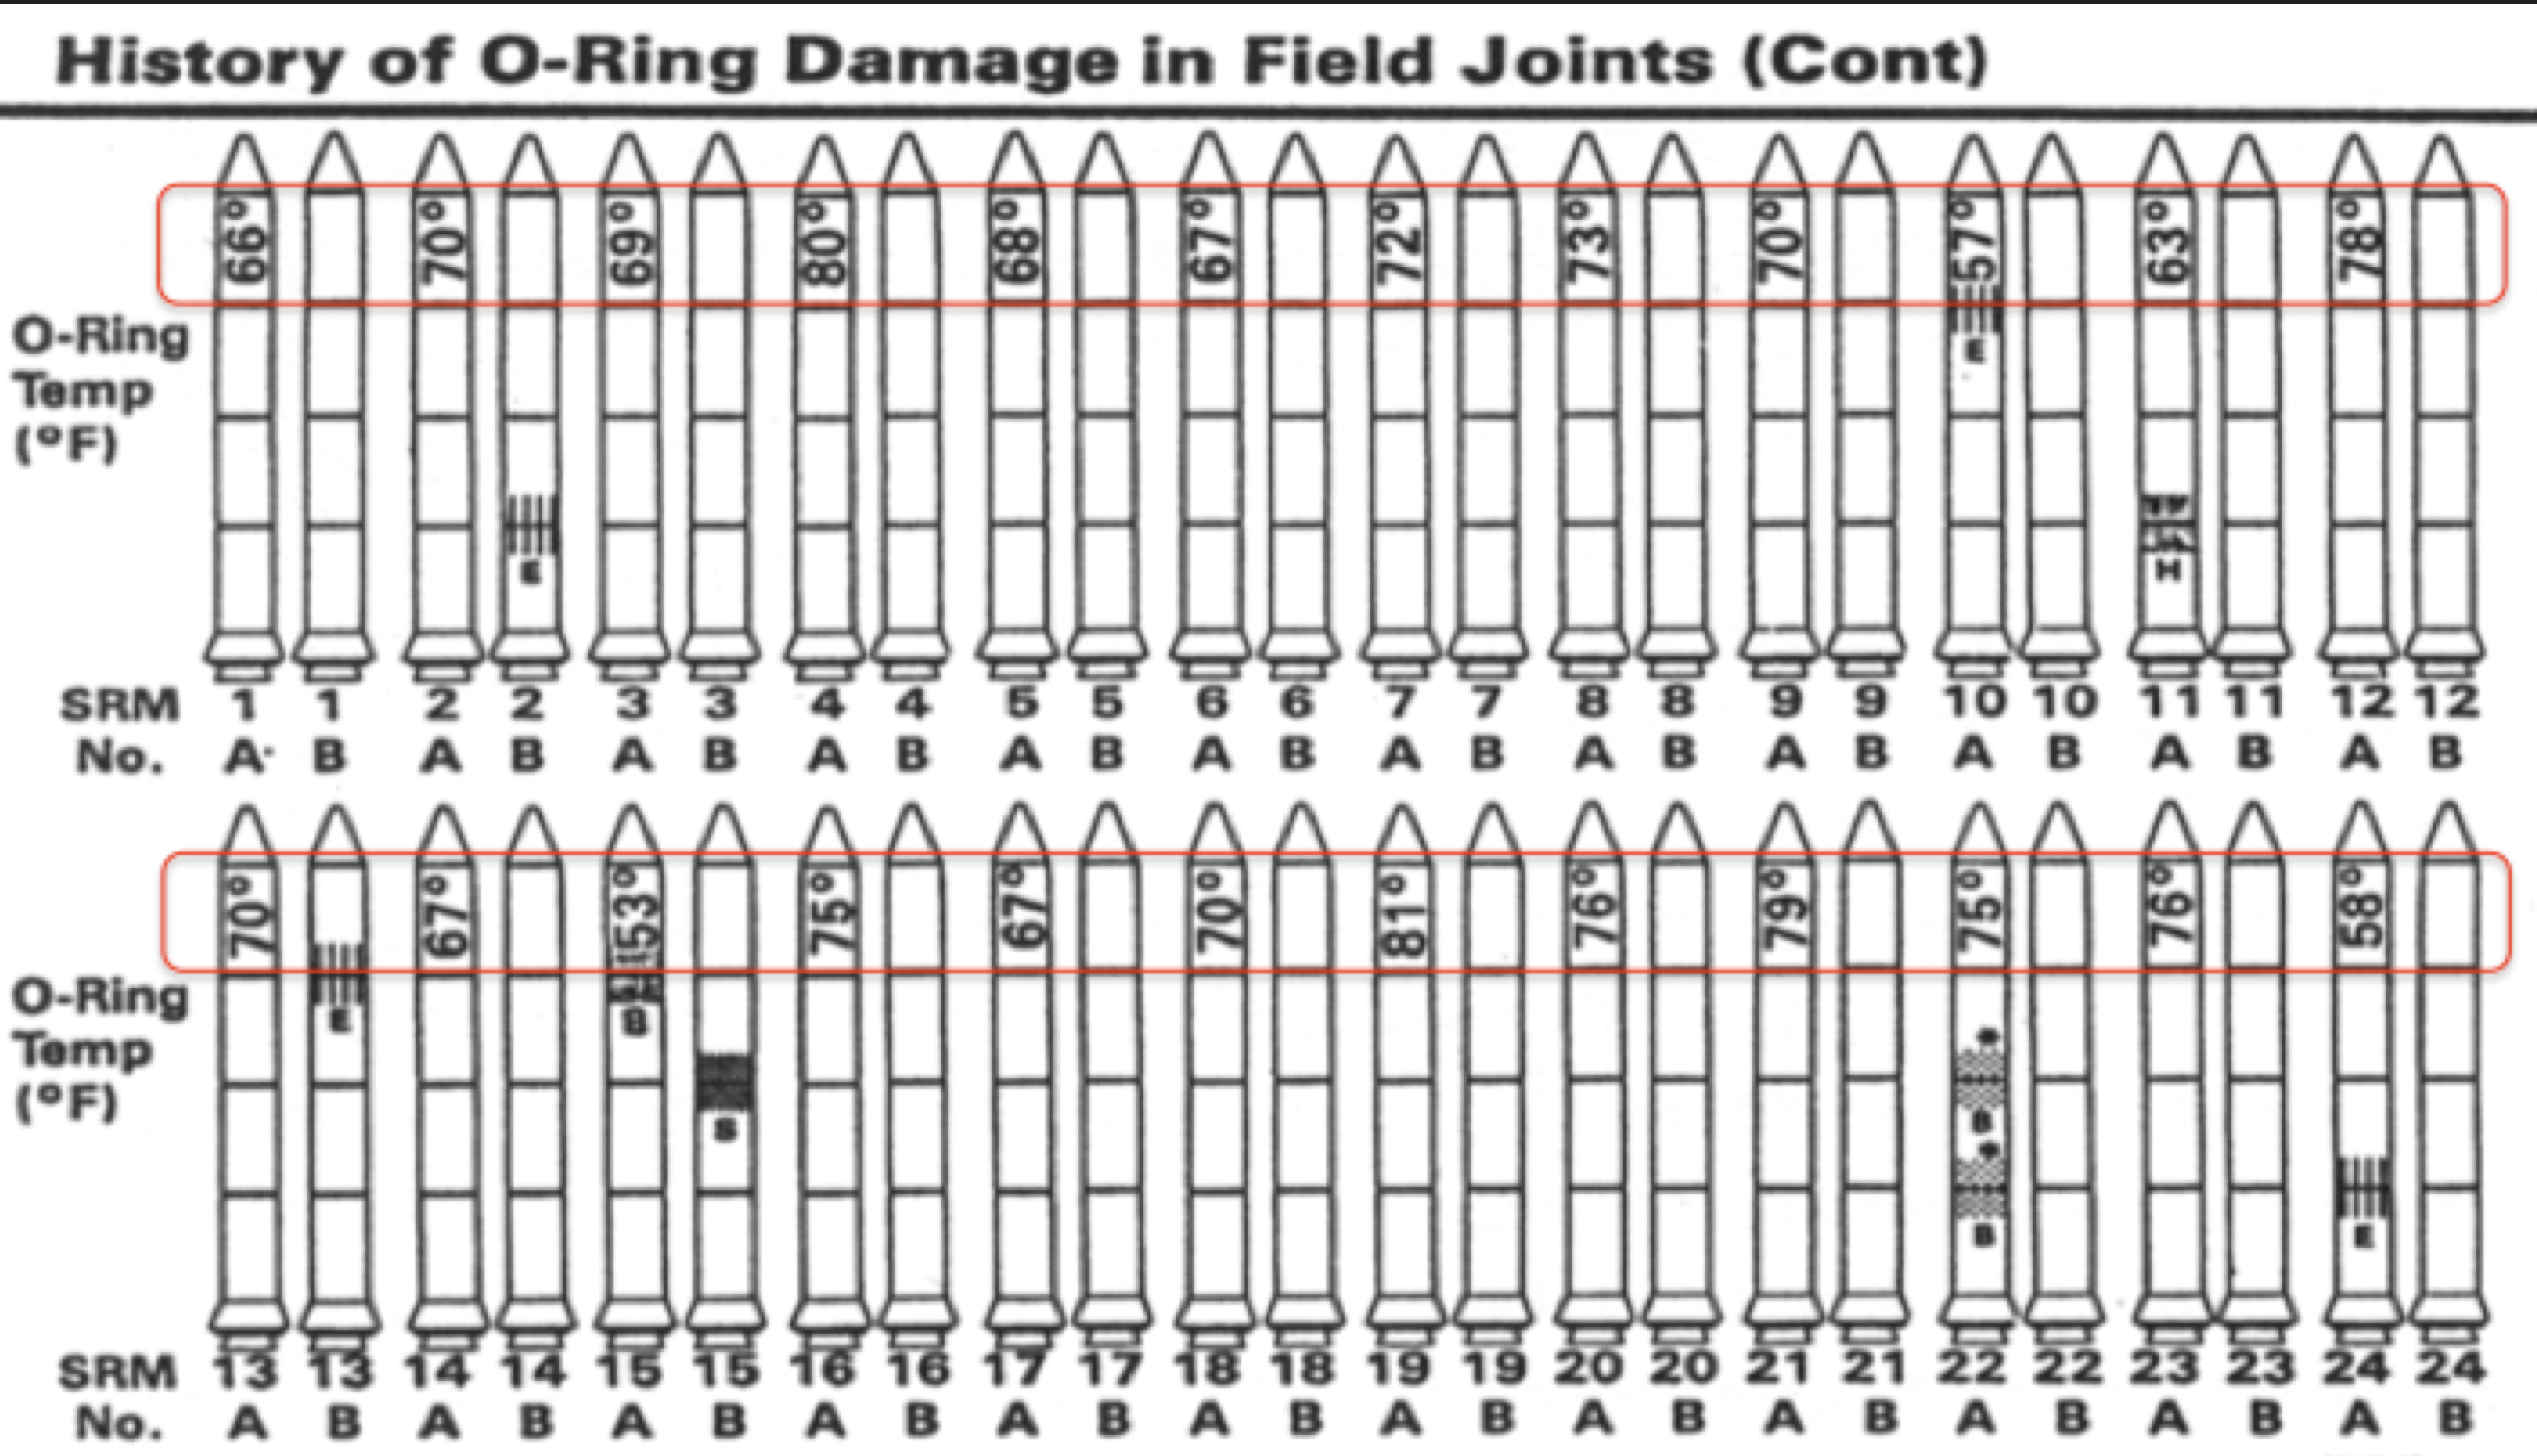 History of O-Ring Damage in Field Joints (Cont)
66° 70° 69° 80° 68° 67° 72° 73° 70° 57° 63° 78°
O-Ring
Temp
(°F)
E
E
H
SRM 1 1 2 2 3 3 4 4 5 5 6 6 7 7 8 8 9 9 10 10 11 11 12 12
No. A B A B A B A B A B A B A B A B A B A B A B A B
70° 67° 53° 75° 67° 70° 81° 76° 79° 75° 76° 58°
O-Ring
Temp
(°F)
E B
S B
B E
SRM 13 13 14 14 15 15 16 16 17 17 18 18 19 19 20 20 21 21 22 22 23 23 24 24
No. A B A B A B A B A B A B A B A B A B A B A B A B